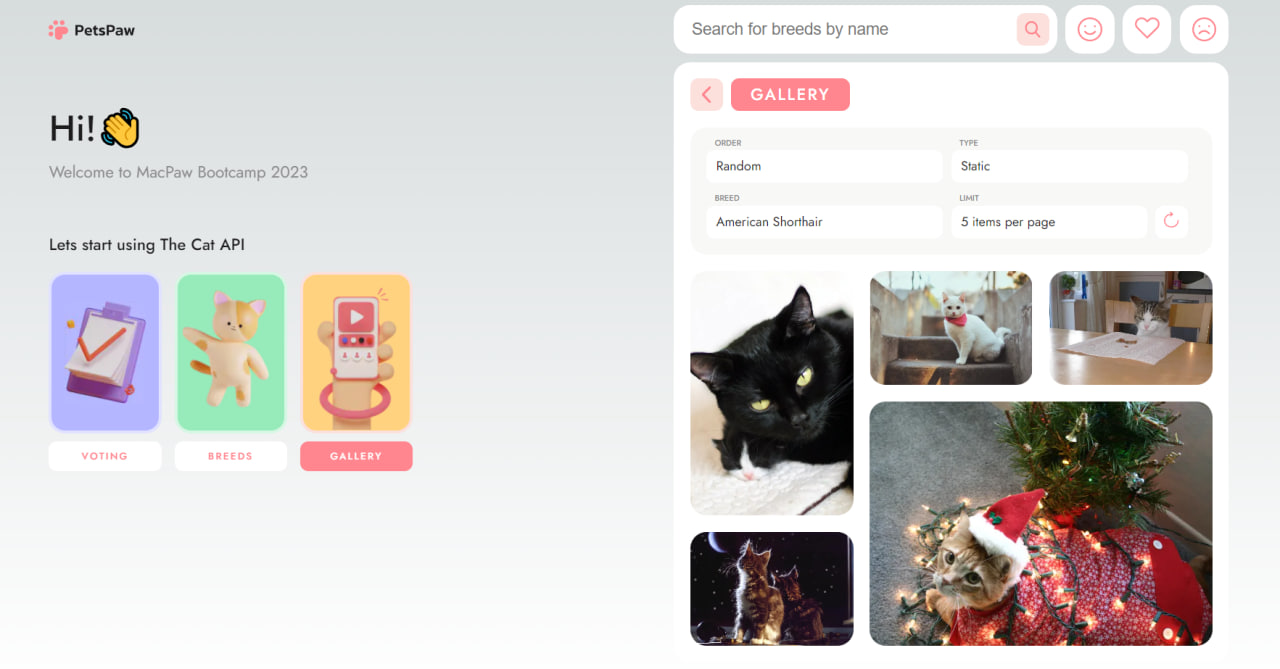 PetsPaw
Hi!
Welcome to MacPaw Bootcamp 2023
Lets start using The Cat API
VOTING
BREEDS
GALLERY
Search for breeds by name
GALLERY
ORDER
Random
TYPE
Static
BREED
American Shorthair
LIMIT
5 items per page